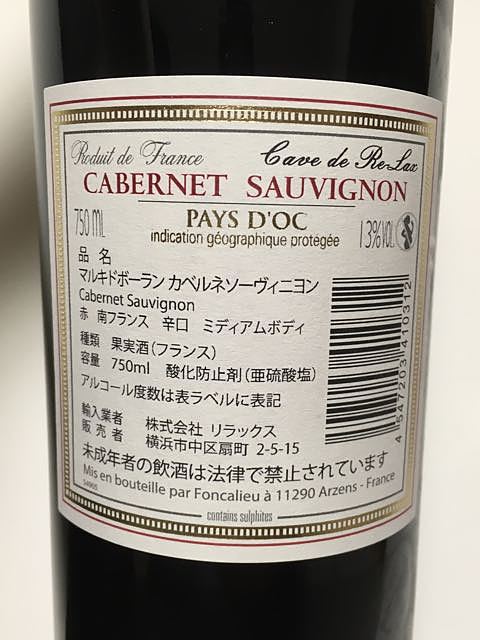 Produit de France
Cave de ReLax
CABERNET SAUVIGNON
750 ML
PAYS D'OC
13%VOL
indication géographique protégée
品 名
マルキドボーラン カベルネソーヴィニヨン
Cabernet Sauvignon
赤 南フランス 辛口 ミディアムボディ
種類 果実酒(フランス)
容量 750ml 酸化防止剤(亜硫酸塩)
アルコール度数は表ラベルに表記
輸入業者 株式会社 リラックス
販売者 横浜市中区扇町 2-5-15
未成年者の飲酒は法律で禁止されています
Mis en bouteille par Foncalieu à 11290 Arzens - France
contains sulphites
4 547203 410312